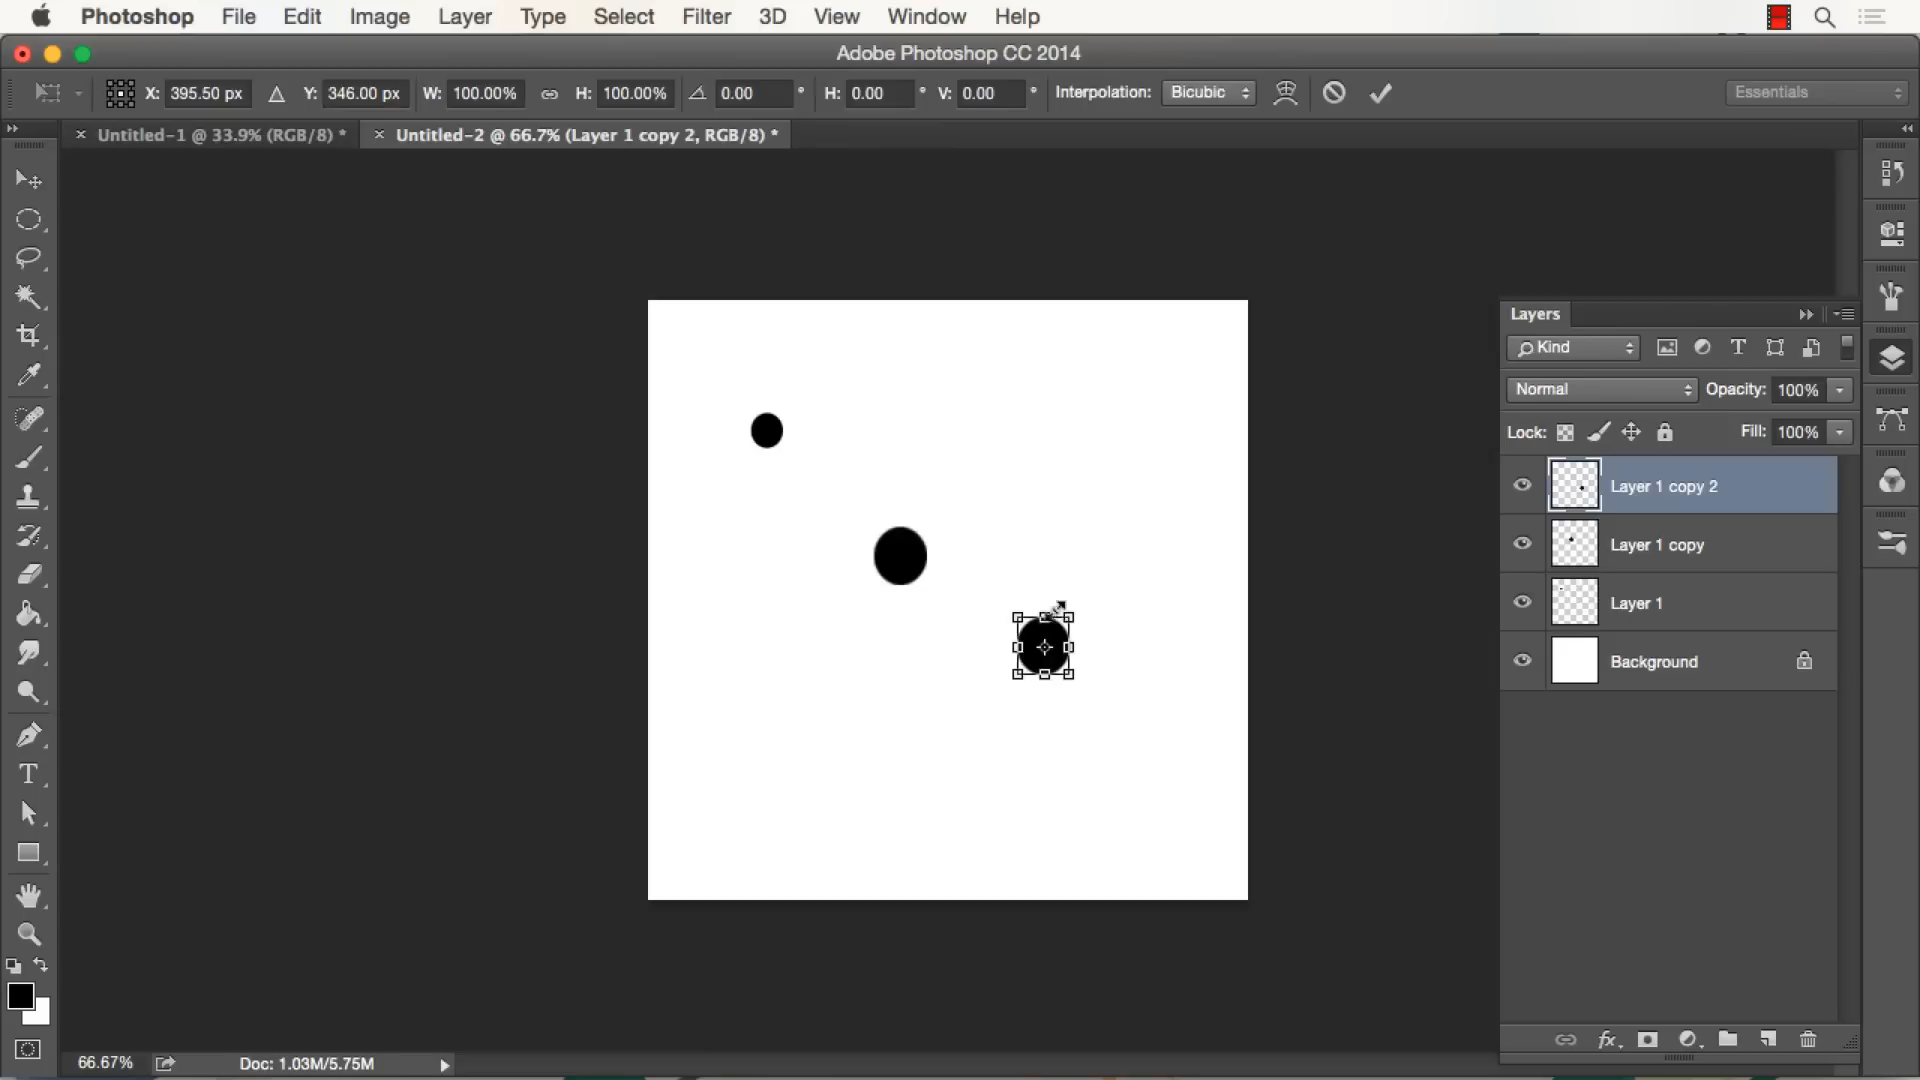 Photoshop File Edit Image Layer Type Select Filter 3D View Window Help
Adobe Photoshop CC 2014
X: 395.50 px Y: 346.00 px W: 100.00% H: 100.00% 0.00 ° H: 0.00 ° V: 0.00 ° Interpolation: Bicubic Essentials
× Untitled-1 @ 33.9% (RGB/8) * × Untitled-2 @ 66.7% (Layer 1 copy 2, RGB/8) *
Layers
Kind
Normal Opacity: 100%
Lock: Fill: 100%
Layer 1 copy 2
Layer 1 copy
Layer 1
Background
66.67% Doc: 1.03M/5.75M